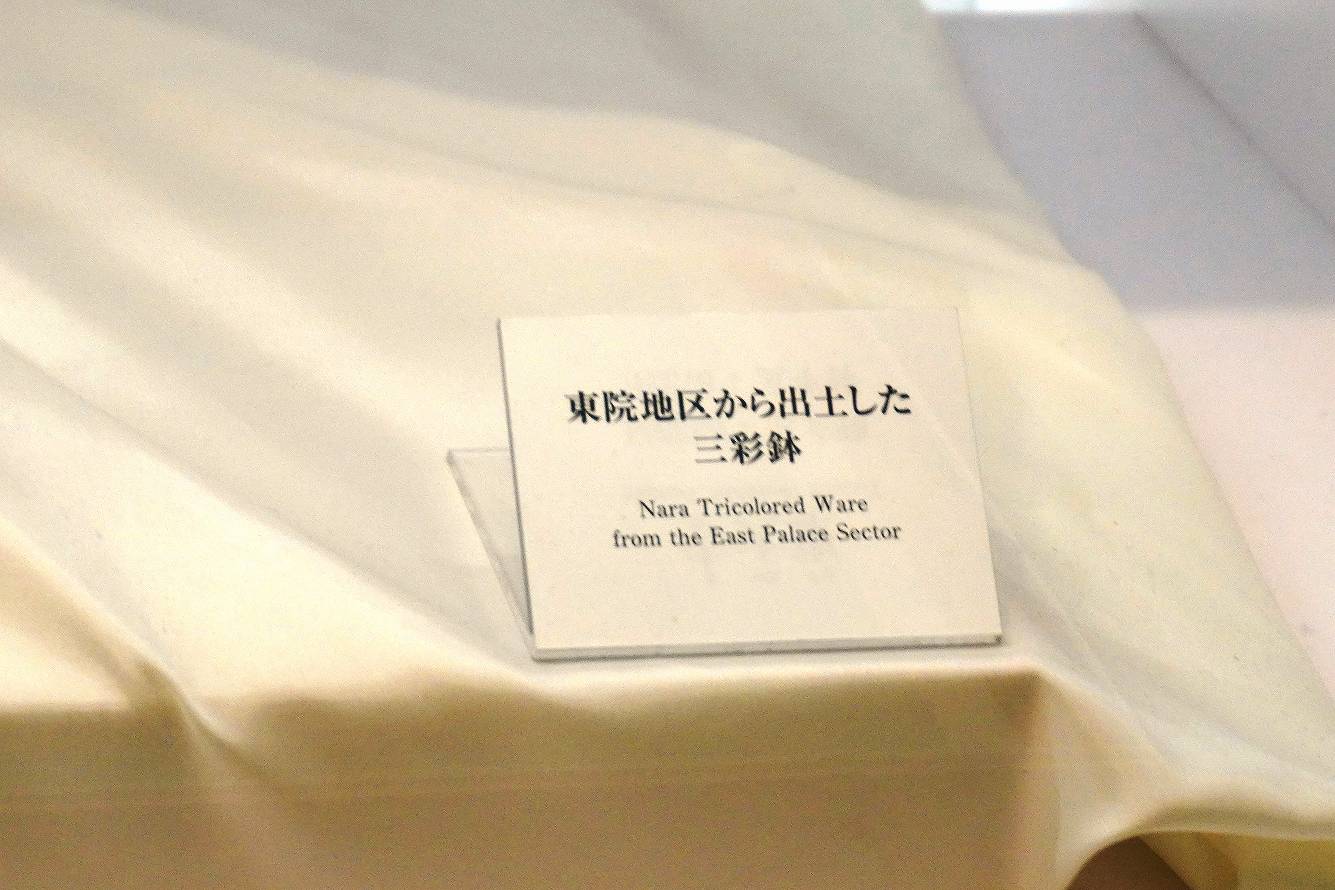 東院地区から出土した
三彩鉢
Nara Tricolored Ware
from the East Palace Sector